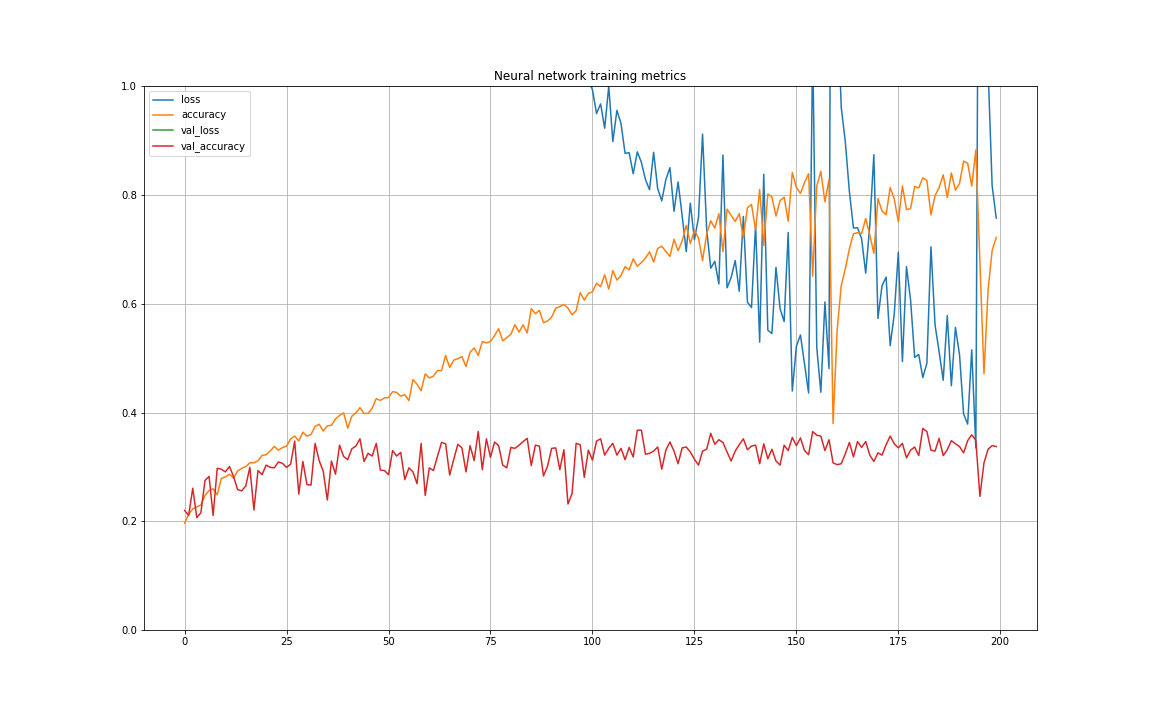 Neural network training metrics
loss
accuracy
val_loss
val_accuracy
1.0
0.8
0.6
0.4
0.2
0.0
0 25 50 75 100 125 150 175 200